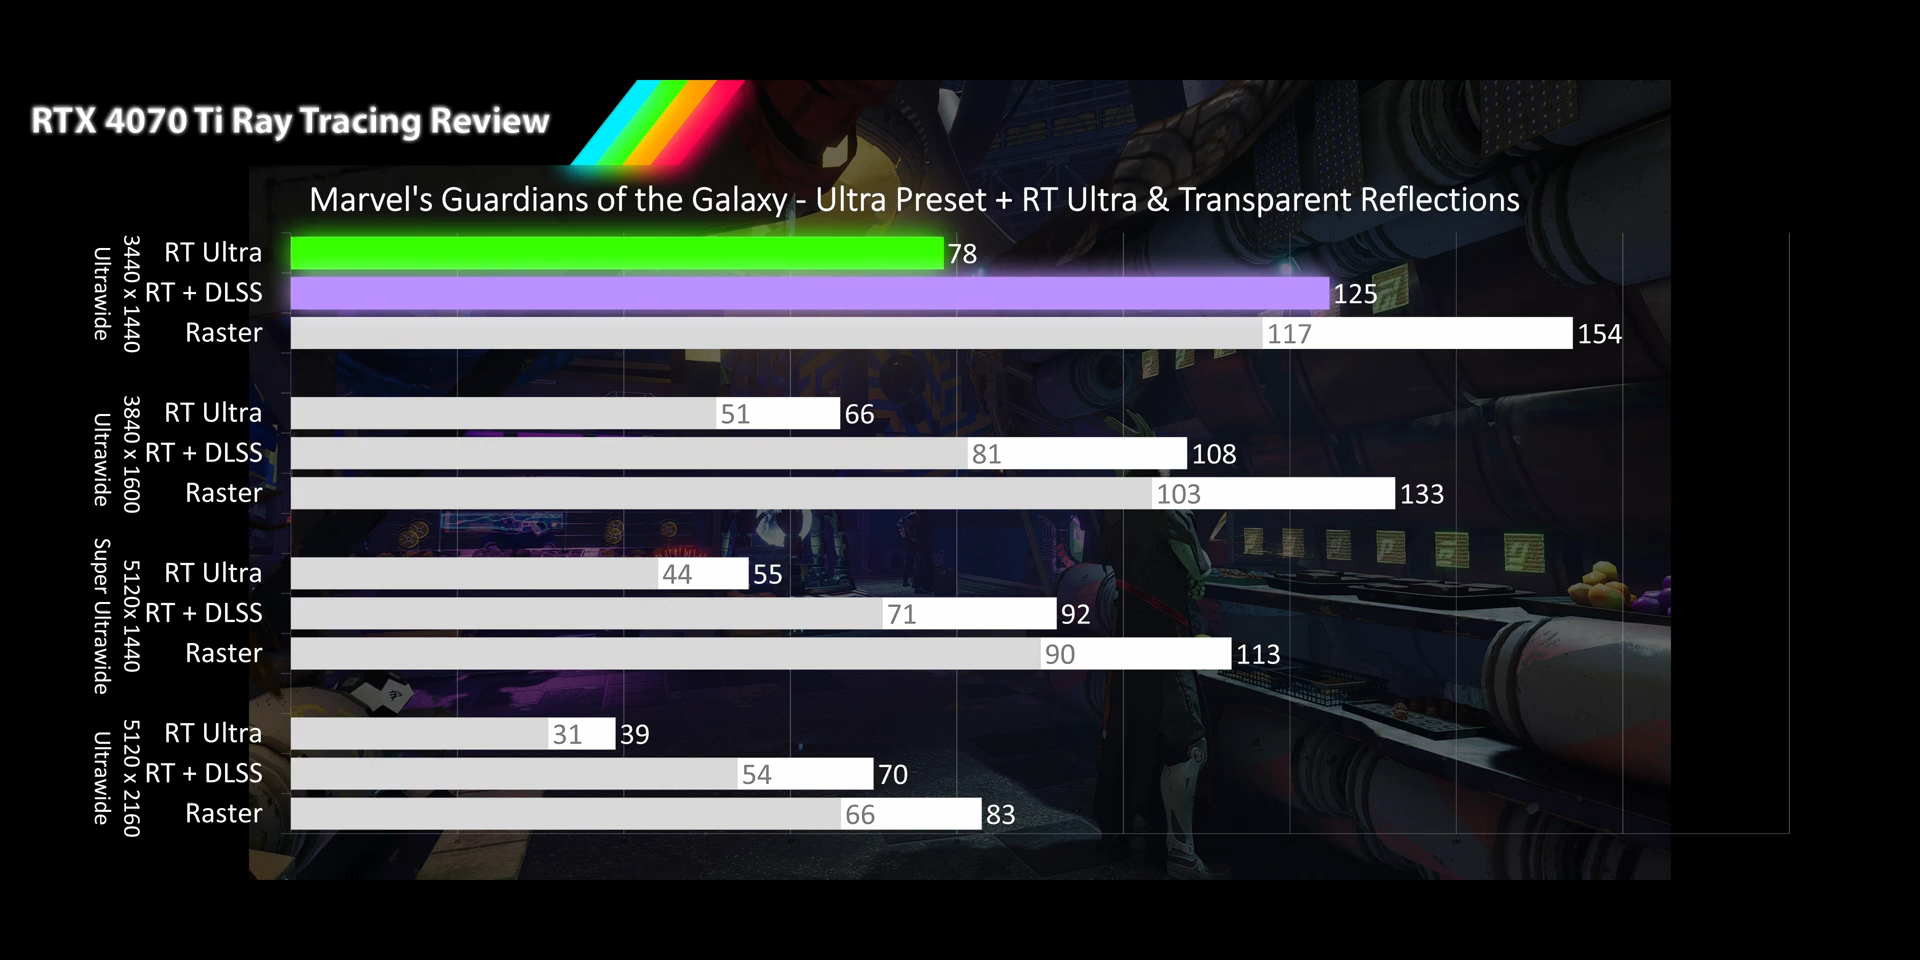 RTX 4070 Ti Ray Tracing Review
Marvel's Guardians of the Galaxy - Ultra Preset + RT Ultra & Transparent Reflections
3440 x 1440
Ultrawide
RT Ultra 78
RT + DLSS 125
Raster 117 154
3840 x 1600
Ultrawide
RT Ultra 51 66
RT + DLSS 81 108
Raster 103 133
5120x 1440
Super Ultrawide
RT Ultra 44 55
RT + DLSS 71 92
Raster 90 113
5120 x 2160
Ultrawide
RT Ultra 31 39
RT + DLSS 54 70
Raster 66 83